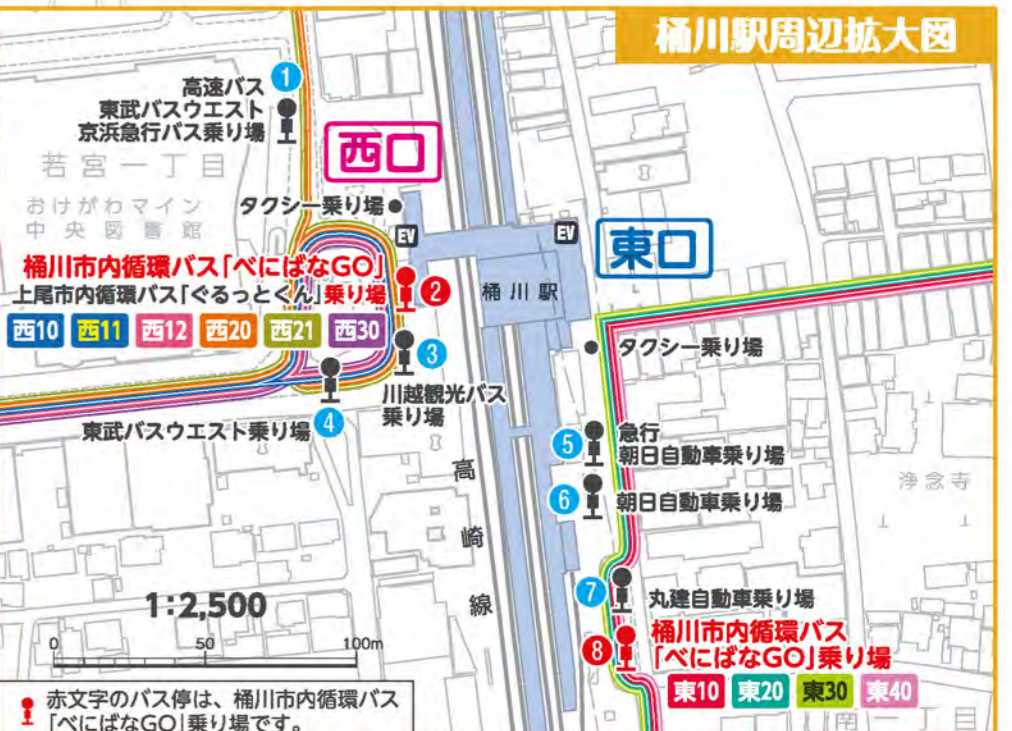 桶川駅周辺拡大図
1
高速バス
東武バスウエスト
京浜急行バス乗り場
西口
若宮一丁目
おけがわマイン
中央図書館
タクシー乗り場
EV
EV
東口
桶川市内循環バス「べにばなGO」
上尾市内循環バス「ぐるっとくん」乗り場
2
西10 西11 西12 西20 西21 西30
桶川駅
タクシー乗り場
3
川越観光バス
乗り場
東武バスウエスト乗り場
4
5
急行
朝日自動車乗り場
6
朝日自動車乗り場
浄念寺
高崎線
7
丸建自動車乗り場
8
桶川市内循環バス
「べにばなGO」乗り場
東10 東20 東30 東40
南一丁目
1:2,500
0 50 100m
赤文字のバス停は、桶川市内循環バス
「べにばなGO」乗り場です。